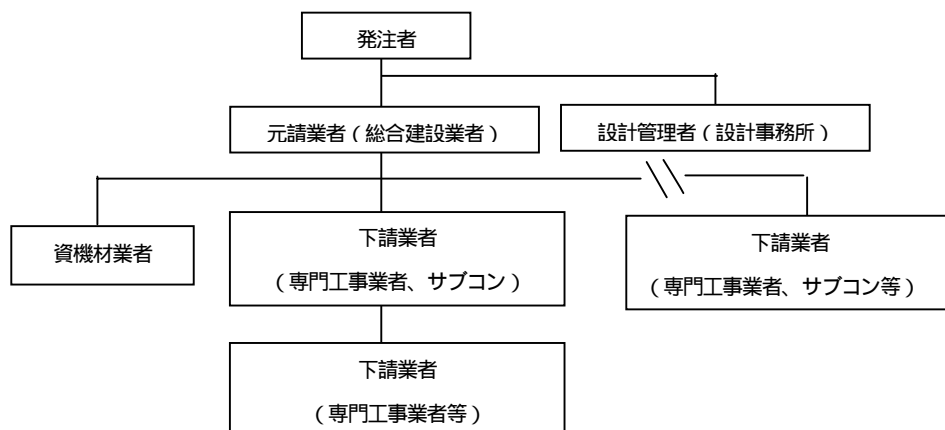 発注者
元請業者（総合建設業者）
設計管理者（設計事務所）
資機材業者
下請業者
（専門工事業者、サブコン）
下請業者
（専門工事業者、サブコン等）
下請業者
（専門工事業者等）